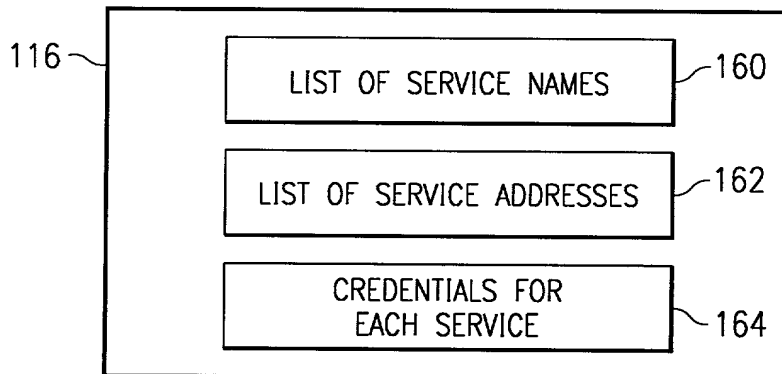 116
LIST OF SERVICE NAMES
160
LIST OF SERVICE ADDRESSES
162
CREDENTIALS FOR
EACH SERVICE
164